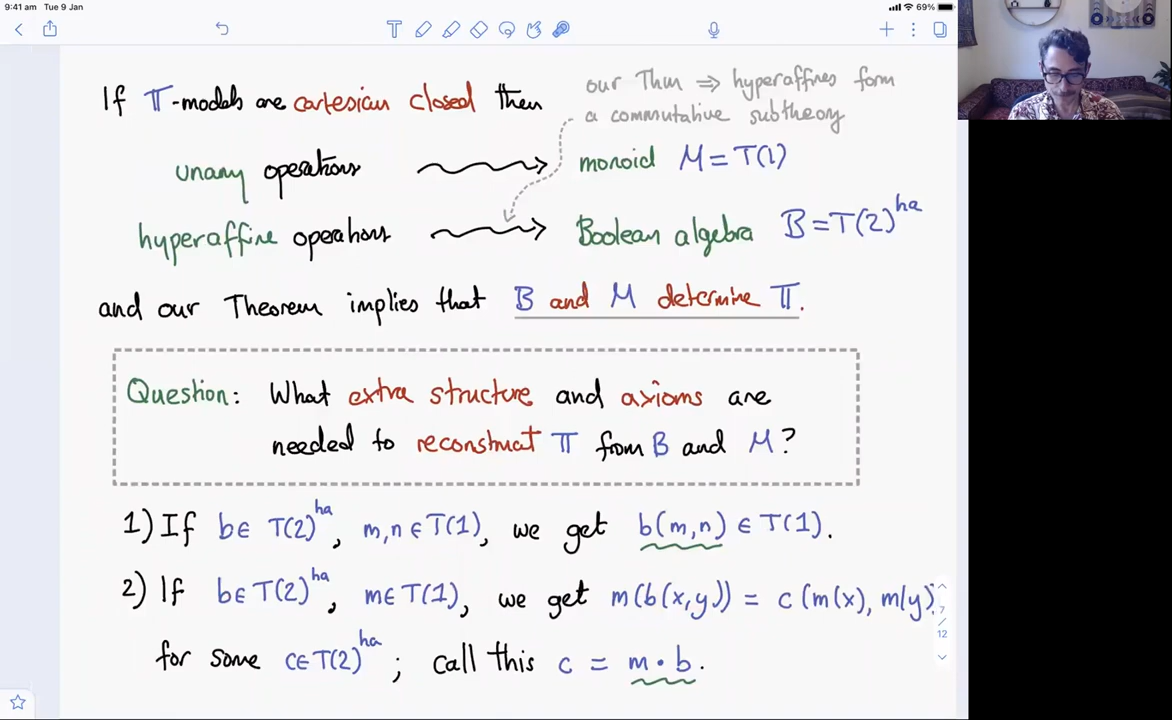 9:41 am Tue 9 Jan
69%
our Thm ⇒ hyperaffines form
a commutative subtheory
If 𝕋-models are cartesian closed then
unary operations ⟿ monoid M = T(1)
hyperaffine operations ⟿ Boolean algebra B = T(2)^ha
and our Theorem implies that B and M determine 𝕋.
Question: What extra structure and axioms are
needed to reconstruct 𝕋 from B and M?
1) If b ∈ T(2)^ha, m,n ∈ T(1), we get b(m,n) ∈ T(1).
2) If b ∈ T(2)^ha, m ∈ T(1), we get m(b(x,y)) = c(m(x), m(y))
for some c ∈ T(2)^ha; call this c = m·b.
7
/
12